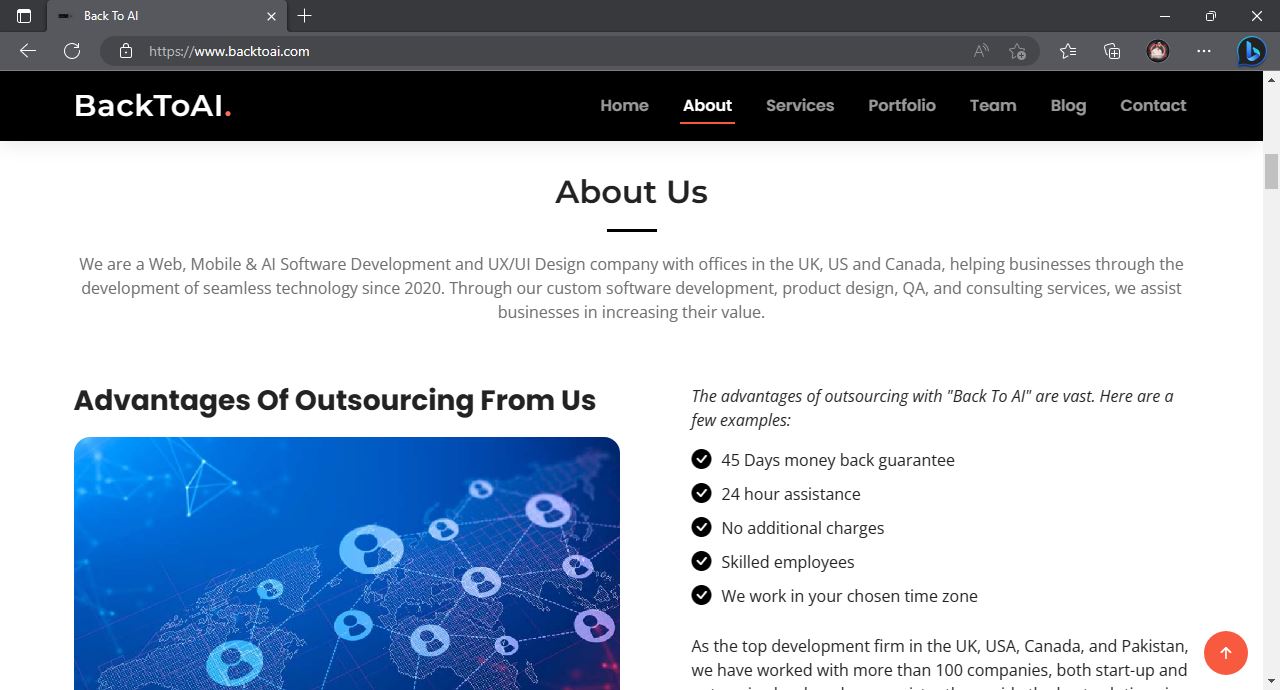 Back To AI
https://www.backtoai.com
BackToAI.
Home About Services Portfolio Team Blog Contact
About Us
We are a Web, Mobile & AI Software Development and UX/UI Design company with offices in the UK, US and Canada, helping businesses through the
development of seamless technology since 2020. Through our custom software development, product design, QA, and consulting services, we assist
businesses in increasing their value.
Advantages Of Outsourcing From Us
The advantages of outsourcing with "Back To AI" are vast. Here are a
few examples:
45 Days money back guarantee
24 hour assistance
No additional charges
Skilled employees
We work in your chosen time zone
As the top development firm in the UK, USA, Canada, and Pakistan,
we have worked with more than 100 companies, both start-up and